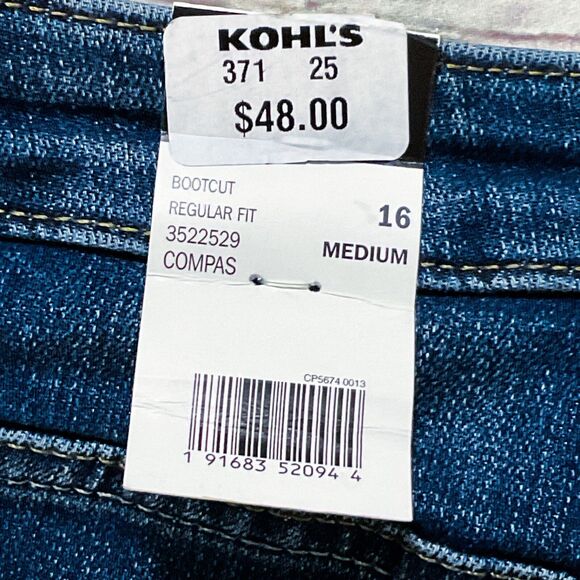 KOHL'S
371 25
$48.00
BOOTCUT
REGULAR FIT 16
3522529 MEDIUM
COMPAS
CP5674 0013
1 91683 52094 4